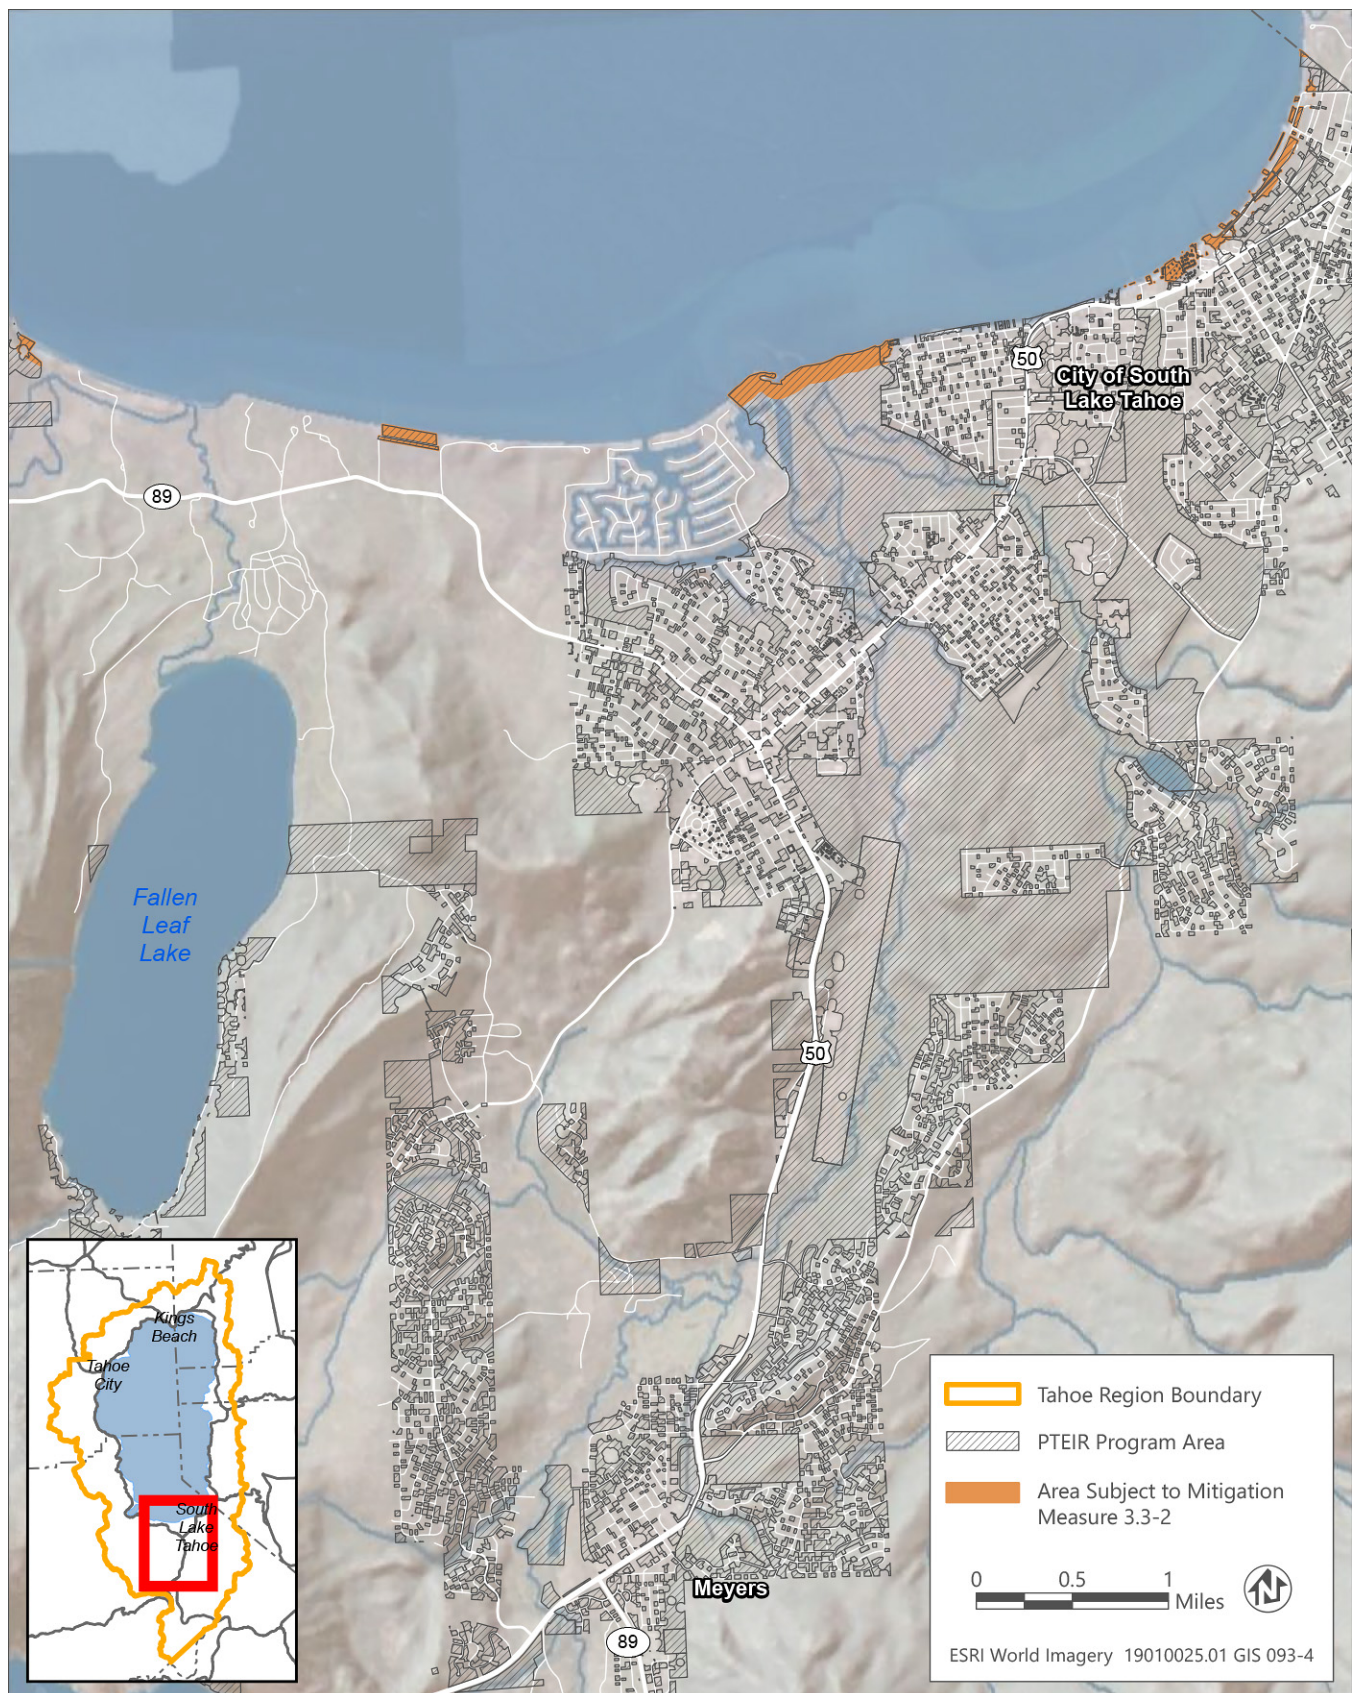 50
City of South
Lake Tahoe
89
Fallen
Leaf
Lake
50
Kings
Beach
Tahoe
City
South
Lake
Tahoe
Meyers
89
Tahoe Region Boundary
PTEIR Program Area
Area Subject to Mitigation
Measure 3.3-2
0 0.5 1
Miles
N
ESRI World Imagery 19010025.01 GIS 093-4